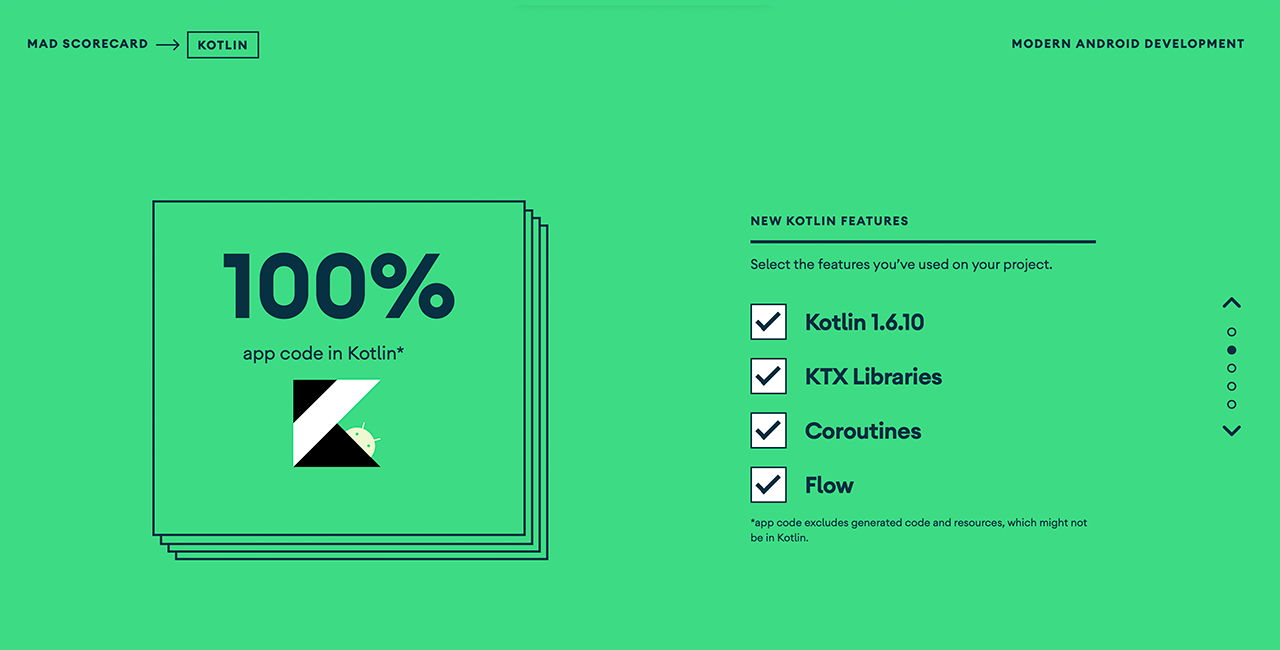 MAD SCORECARD → KOTLIN
MODERN ANDROID DEVELOPMENT
100%
app code in Kotlin*
NEW KOTLIN FEATURES
Select the features you’ve used on your project.
Kotlin 1.6.10
KTX Libraries
Coroutines
Flow
*app code excludes generated code and resources, which might not
be in Kotlin.